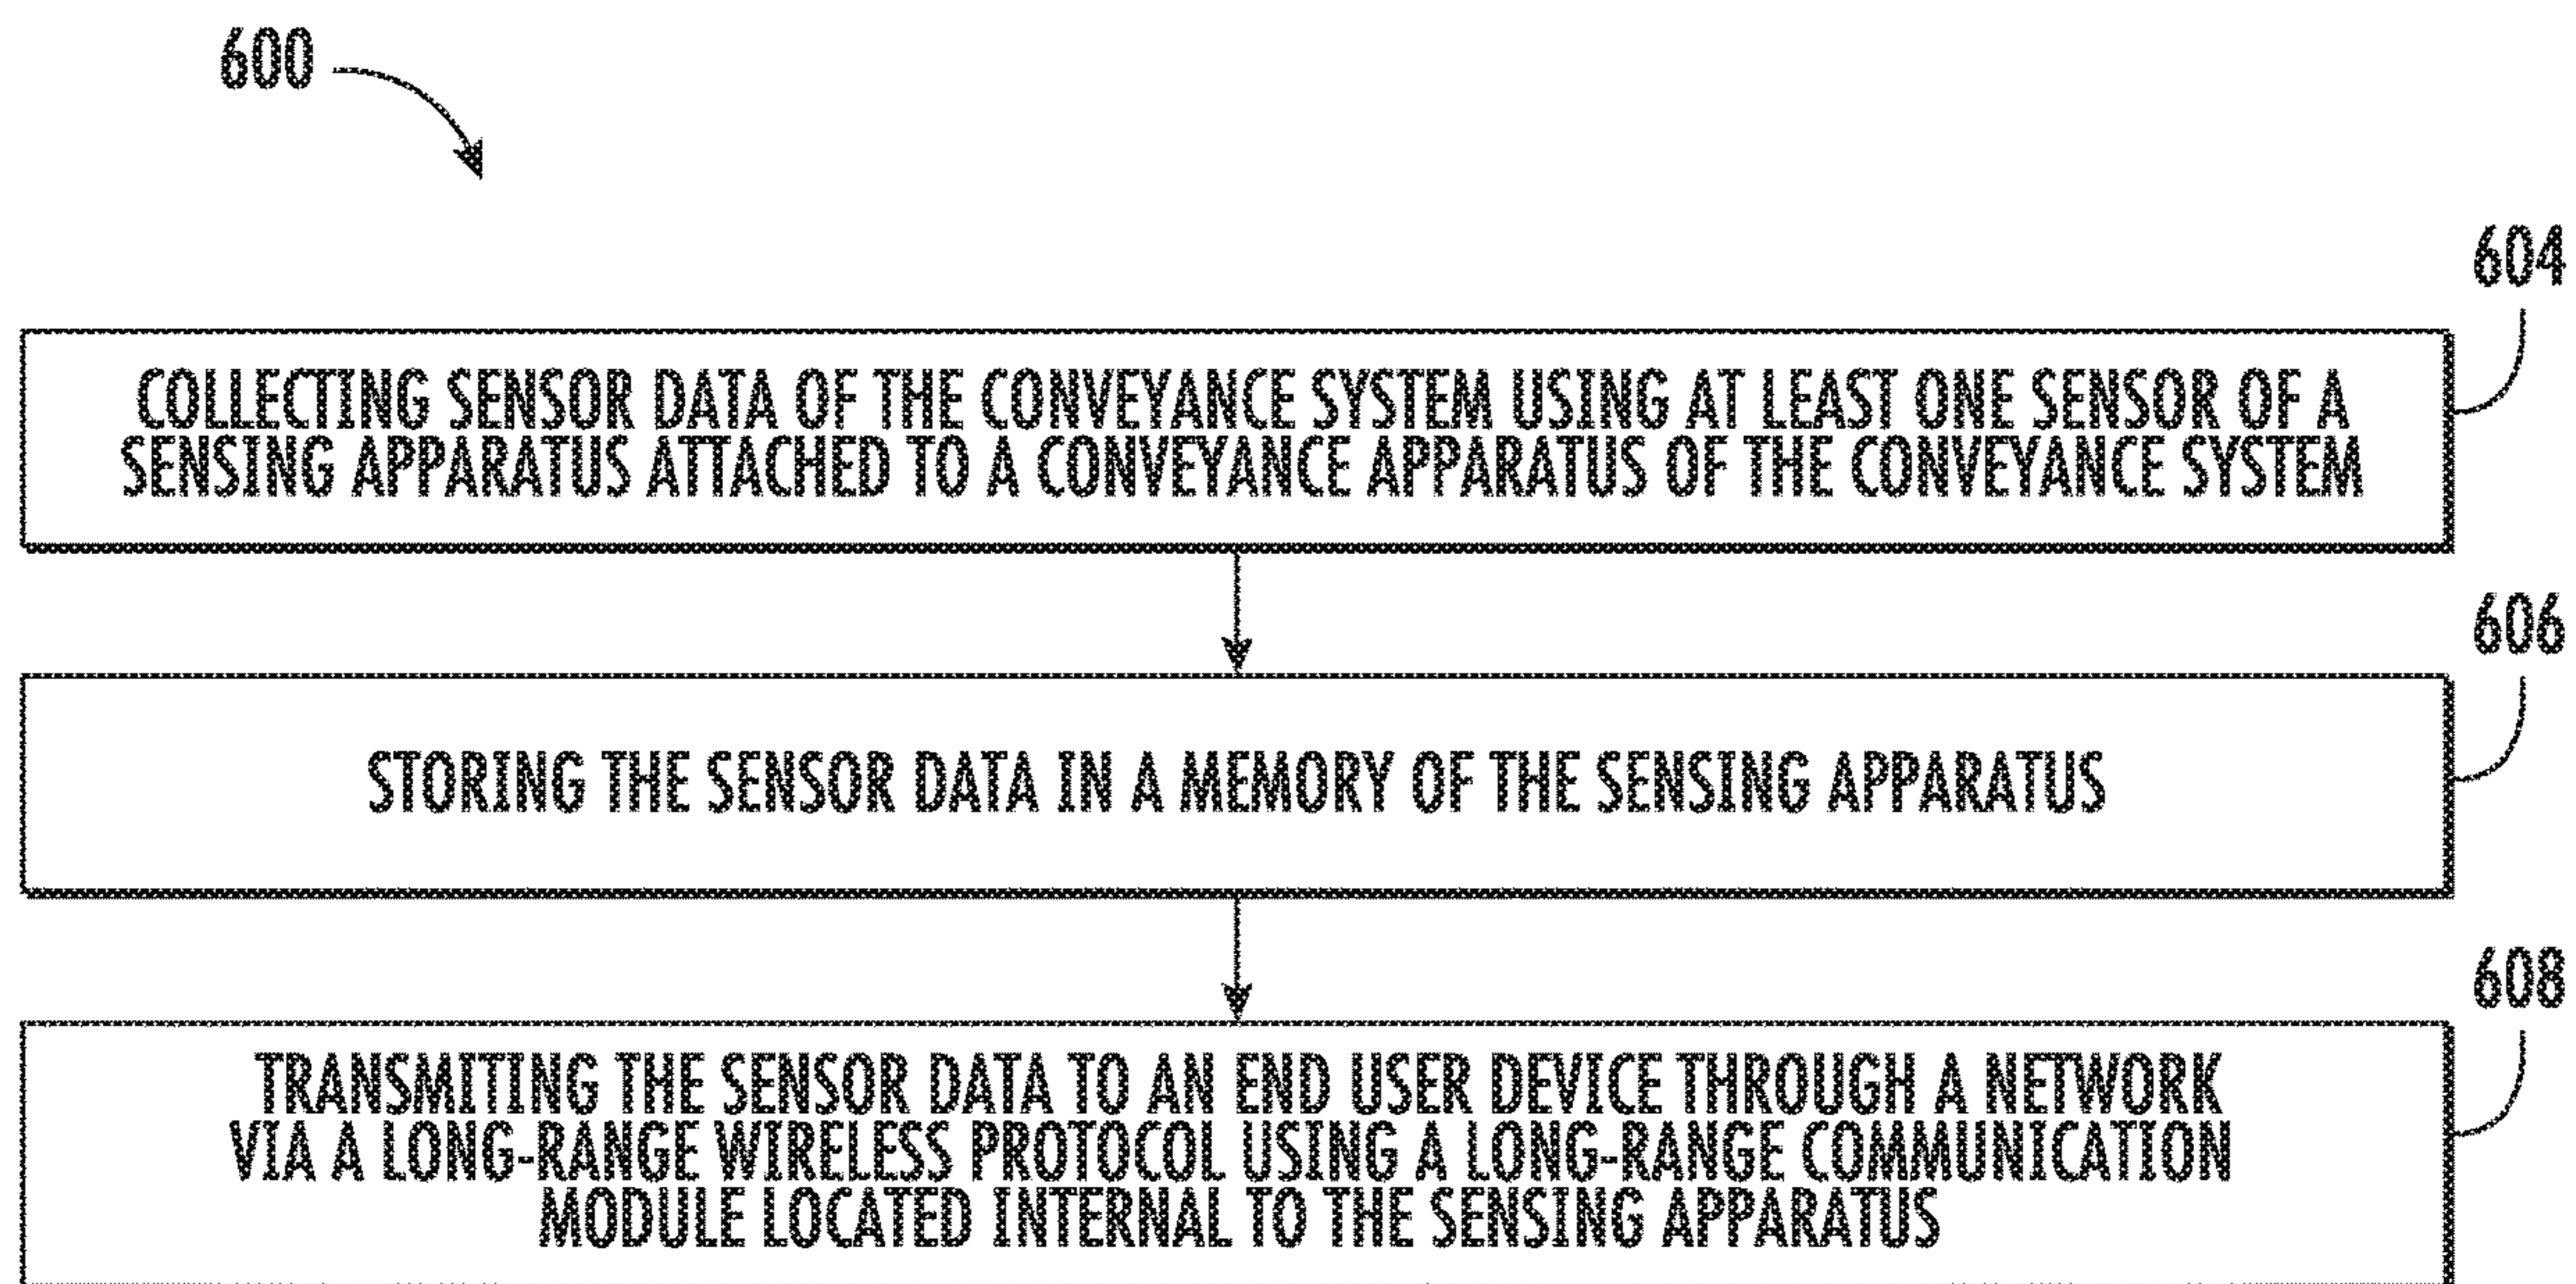 600
604
COLLECTING SENSOR DATA OF THE CONVEYANCE SYSTEM USING AT LEAST ONE SENSOR OF A
SENSING APPARATUS ATTACHED TO A CONVEYANCE APPARATUS OF THE CONVEYANCE SYSTEM
606
STORING THE SENSOR DATA IN A MEMORY OF THE SENSING APPARATUS
608
TRANSMITING THE SENSOR DATA TO AN END USER DEVICE THROUGH A NETWORK
VIA A LONG-RANGE WIRELESS PROTOCOL USING A LONG-RANGE COMMUNICATION
MODULE LOCATED INTERNAL TO THE SENSING APPARATUS